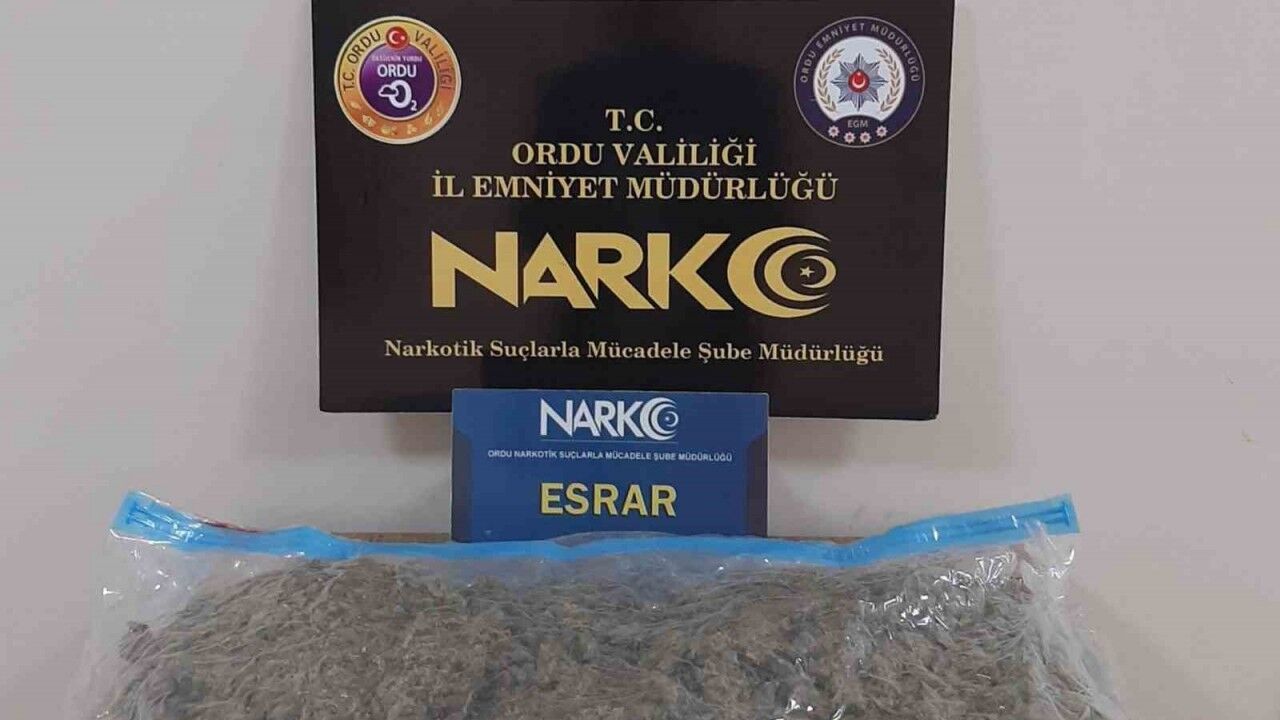 T.C. ORDU VALİLİĞİ
ORDU
2
ORDU EMNİYET MÜDÜRLÜĞÜ
EGM
T.C.
ORDU VALİLİĞİ
İL EMNİYET MÜDÜRLÜĞÜ
NARKO
Narkotik Suçlarla Mücadele Şube Müdürlüğü
NARKO
ORDU NARKOTİK SUÇLARLA MÜCADELE ŞUBE MÜDÜRLÜĞÜ
ESRAR